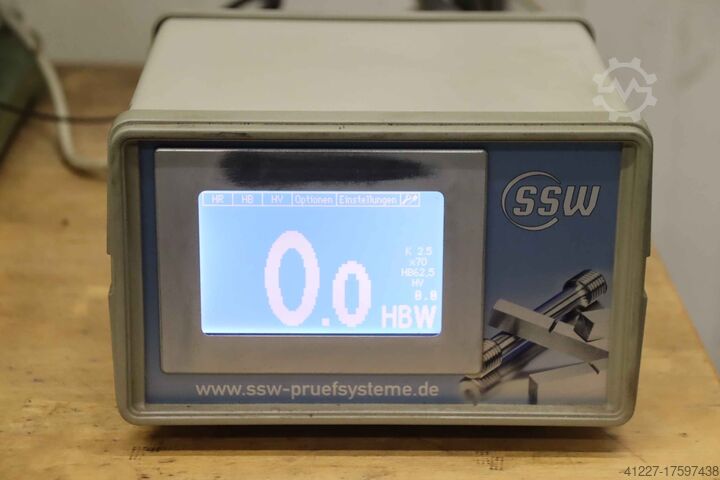 SSW
HR HB HV Optionen Einstellungen
K 2.5
x70
HB62,5
HV
0.0
0.0 HBW
www.ssw-pruefsysteme.de
41227-17597438